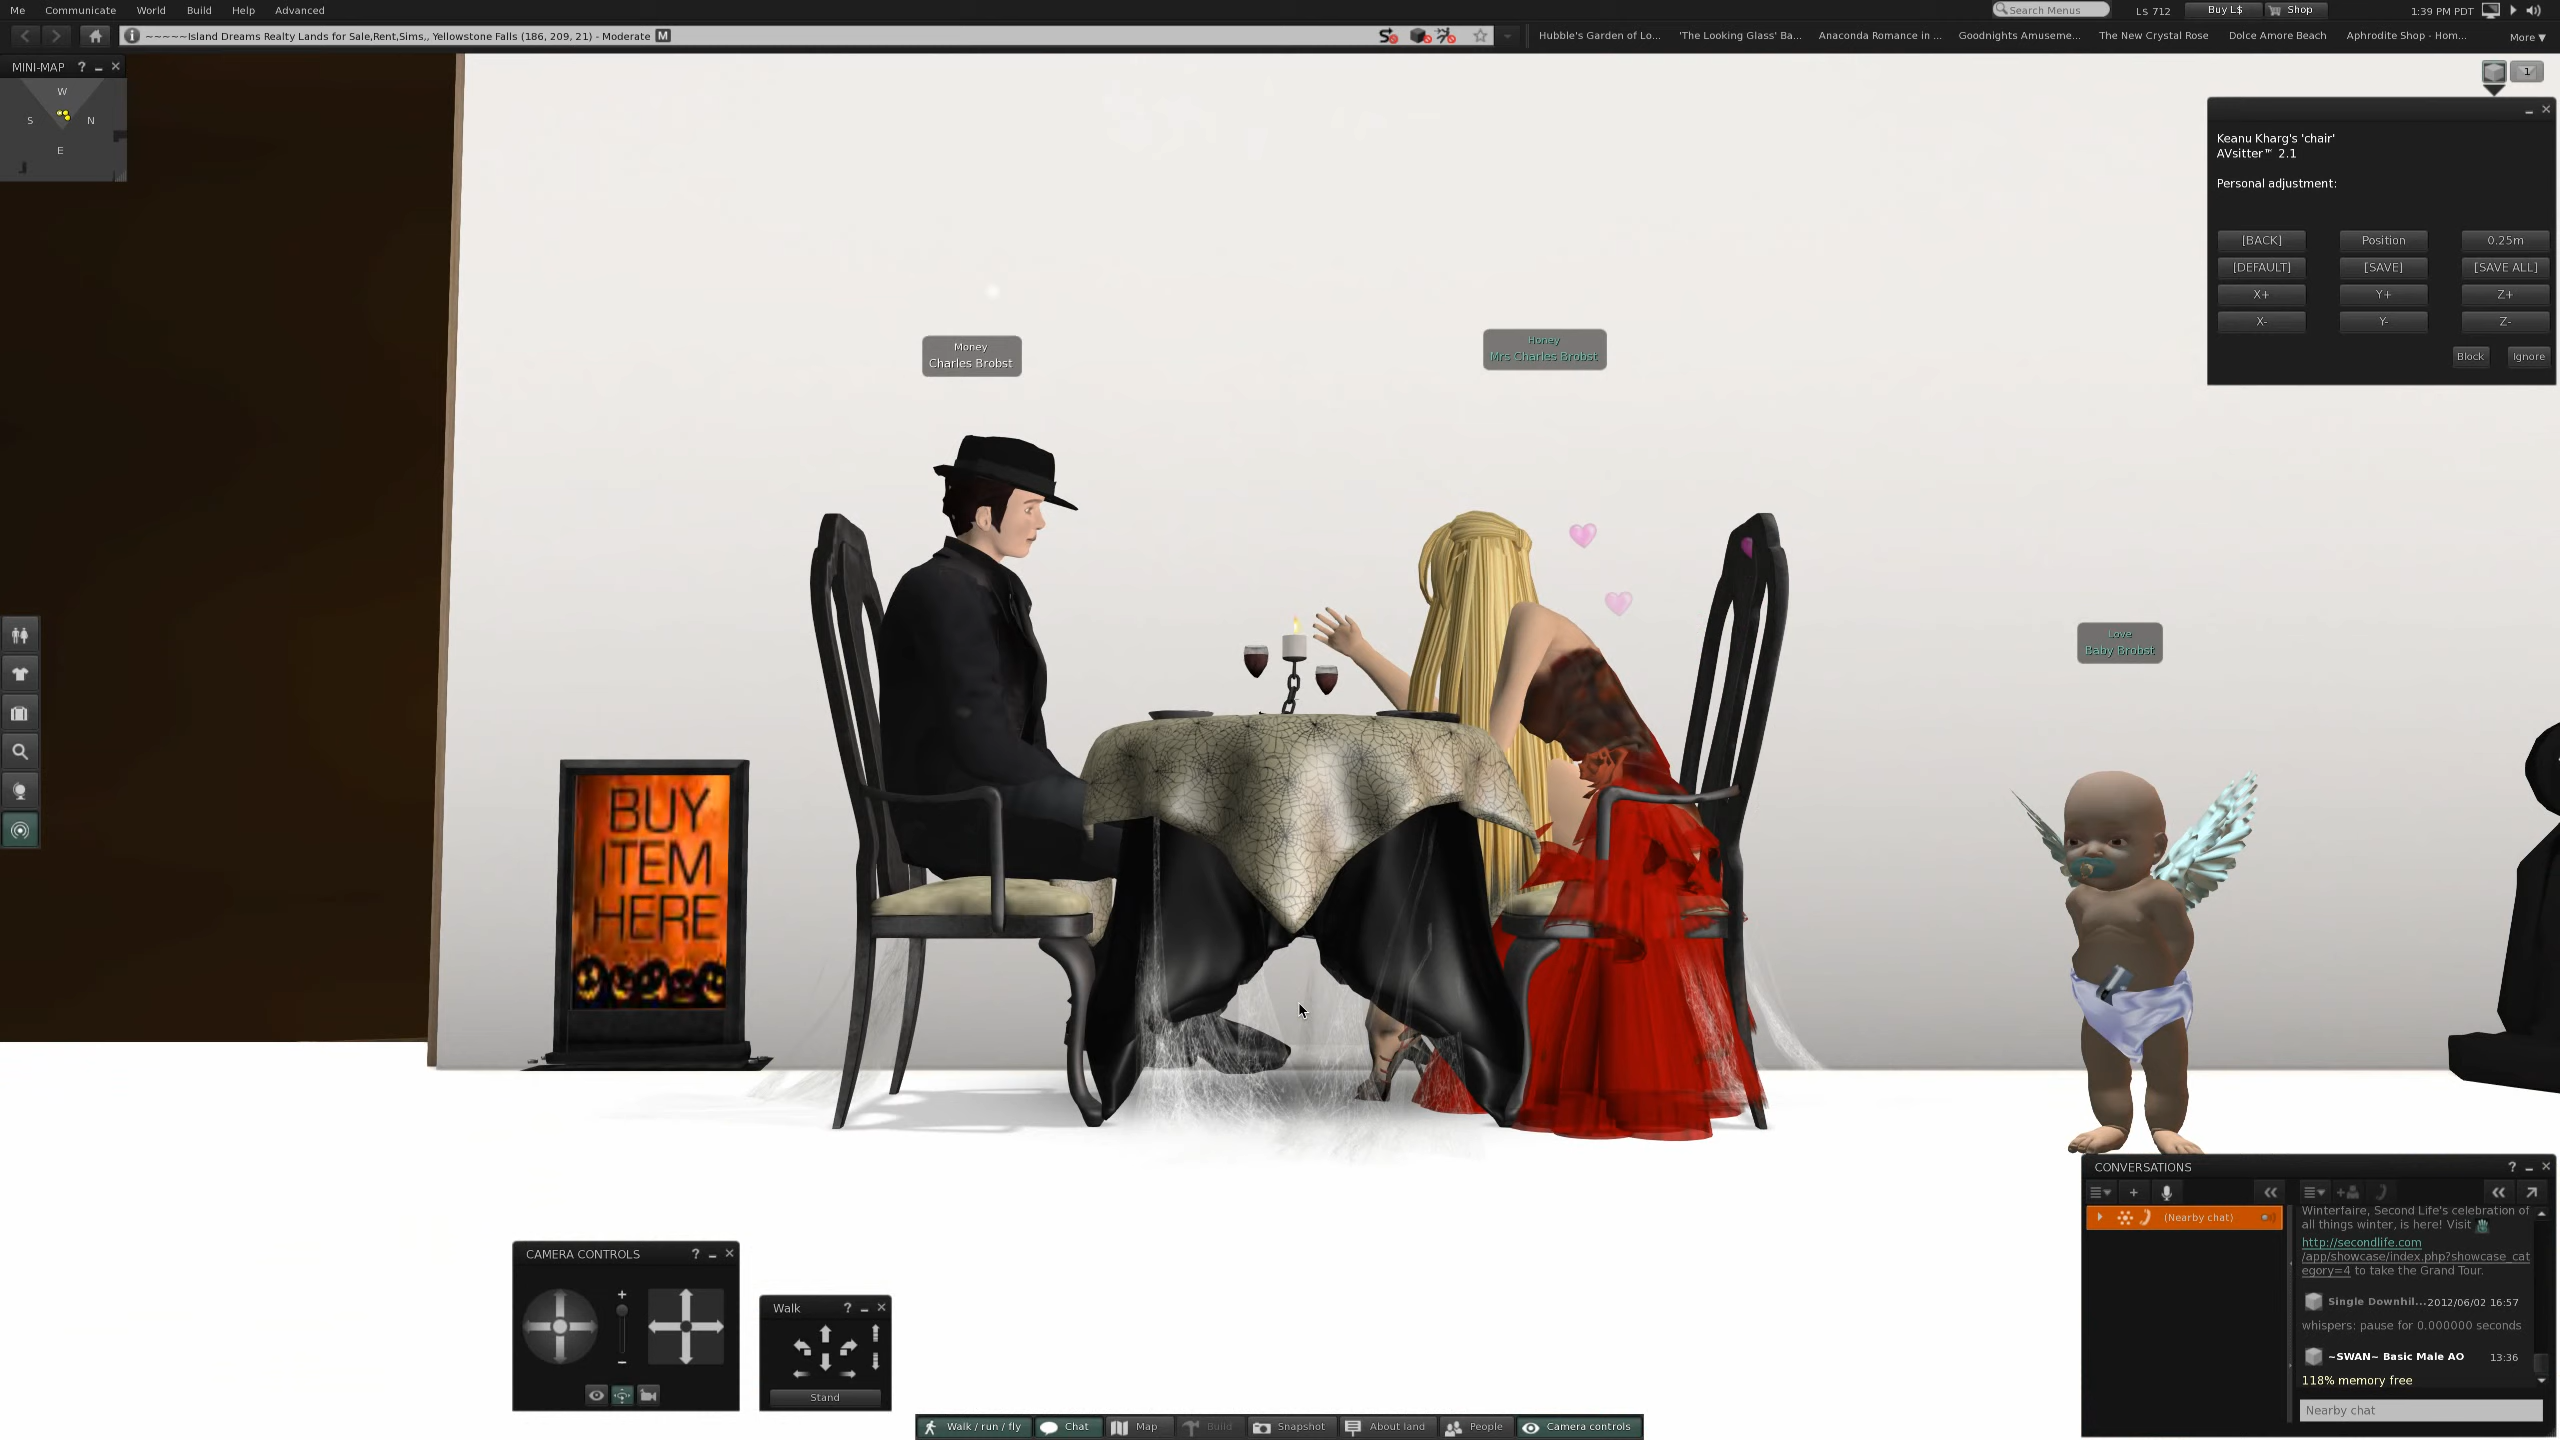 Me Communicate World Build Help Advanced
Search Menus
L$ 712
Buy L$
Shop
1:39 PM PDT
~~~~~Island Dreams Realty Lands for Sale,Rent,Sims,, Yellowstone Falls (186, 209, 21) - Moderate M
Hubble's Garden of Lo... 'The Looking Glass' Ba... Anaconda Romance in ... Goodnights Amuseme... The New Crystal Rose Dolce Amore Beach Aphrodite Shop - Hom... More ▼
MINI-MAP ?
W
S N
E
1
Keanu Kharg's 'chair'
AVsitter™ 2.1
Personal adjustment:
[BACK] Position 0.25m
[DEFAULT] [SAVE] [SAVE ALL]
X+ Y+ Z+
X- Y- Z-
Block Ignore
Money
Charles Brobst
Honey
Mrs Charles Brobst
Love
Baby Brobst
BUY
ITEM
HERE
CAMERA CONTROLS ?
+
−
Walk ?
Stand
CONVERSATIONS ?
(Nearby chat)
Winterfaire, Second Life's celebration of
all things winter, is here! Visit
http://secondlife.com
/app/showcase/index.php?showcase_cat
egory=4 to take the Grand Tour.
Single Downhil... 2012/06/02 16:57
whispers: pause for 0.000000 seconds
~SWAN~ Basic Male AO 13:36
118% memory free
Nearby chat
Walk / run / fly Chat Map Build Snapshot About land People Camera controls